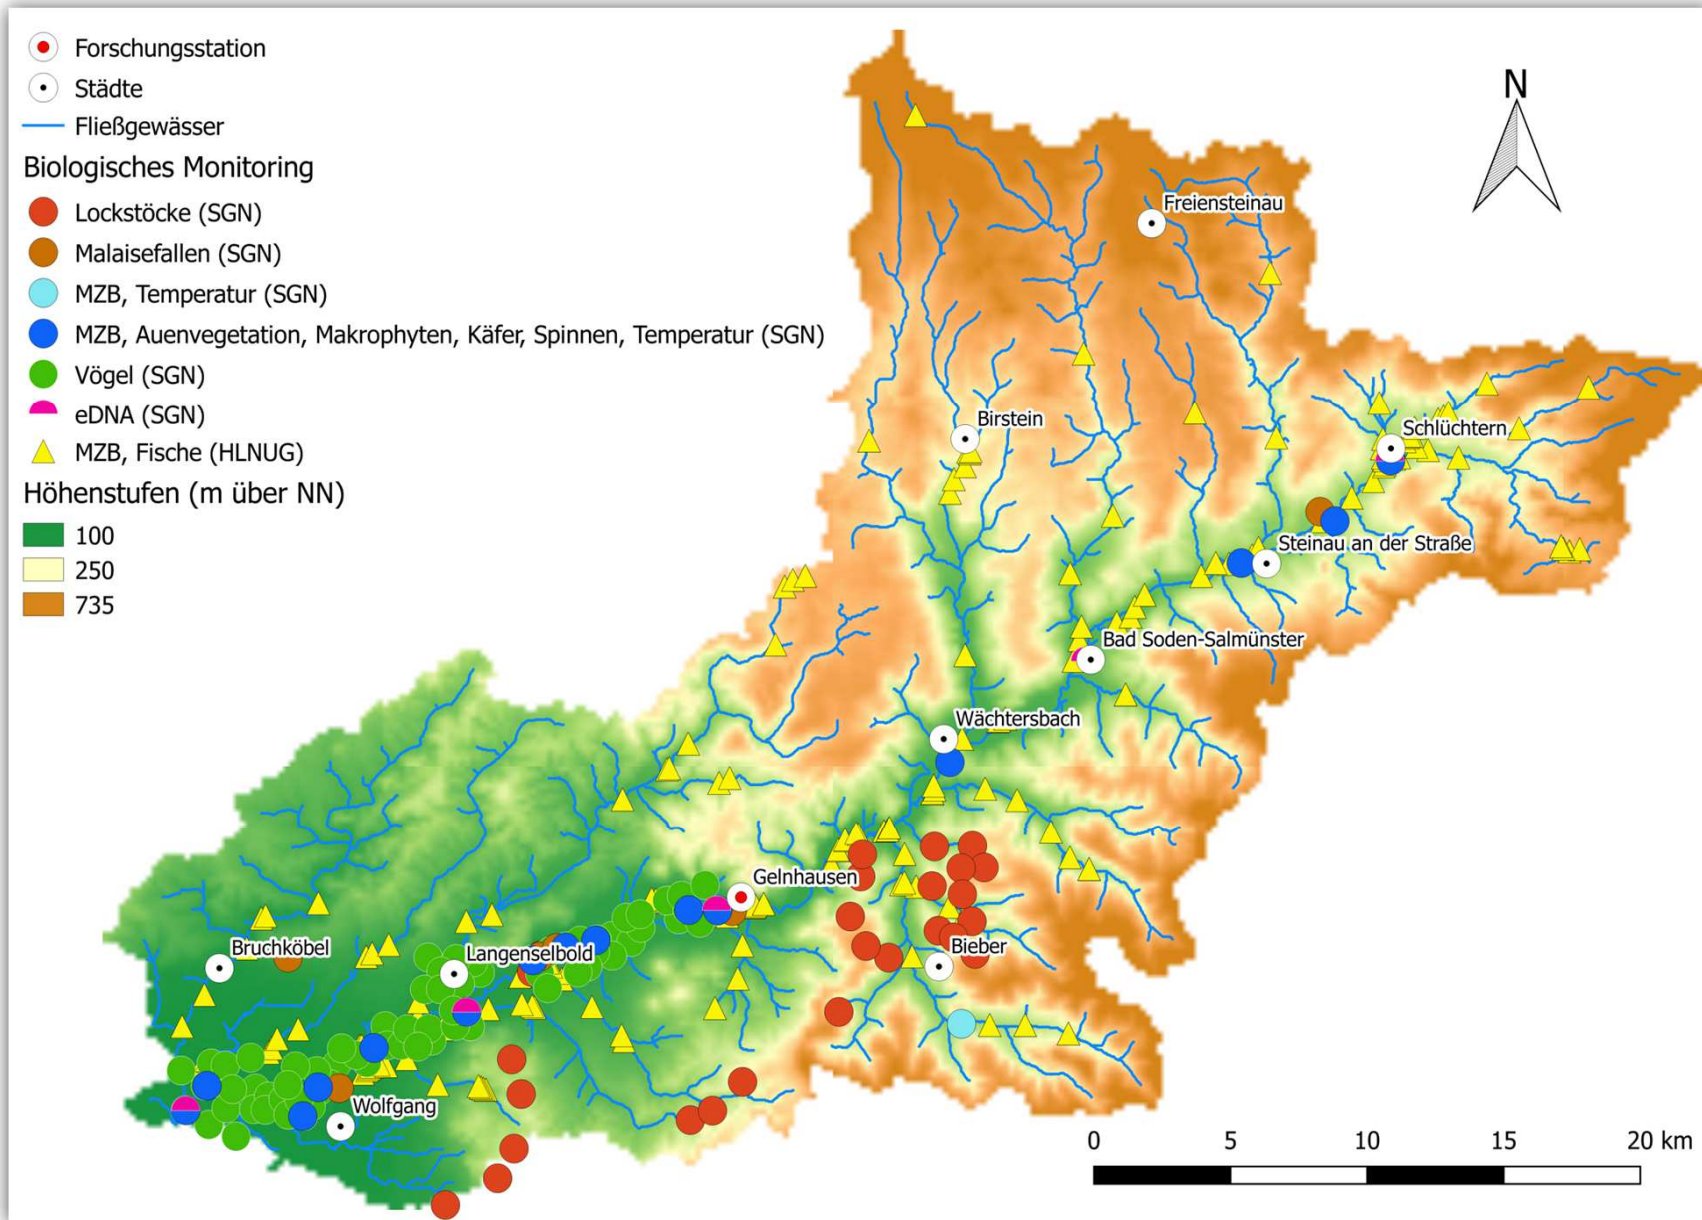 Forschungsstation
Städte
Fließgewässer
Biologisches Monitoring
Lockstöcke (SGN)
Malaisefallen (SGN)
MZB, Temperatur (SGN)
MZB, Auenvegetation, Makrophyten, Käfer, Spinnen, Temperatur (SGN)
Vögel (SGN)
eDNA (SGN)
MZB, Fische (HLNUG)
Höhenstufen (m über NN)
100
250
735
N
Freiensteinau
Birstein
Schlüchtern
Steinau an der Straße
Bad Soden-Salmünster
Wächtersbach
Gelnhausen
Bruchköbel
Langenselbold
Bieber
Wolfgang
0 5 10 15 20 km